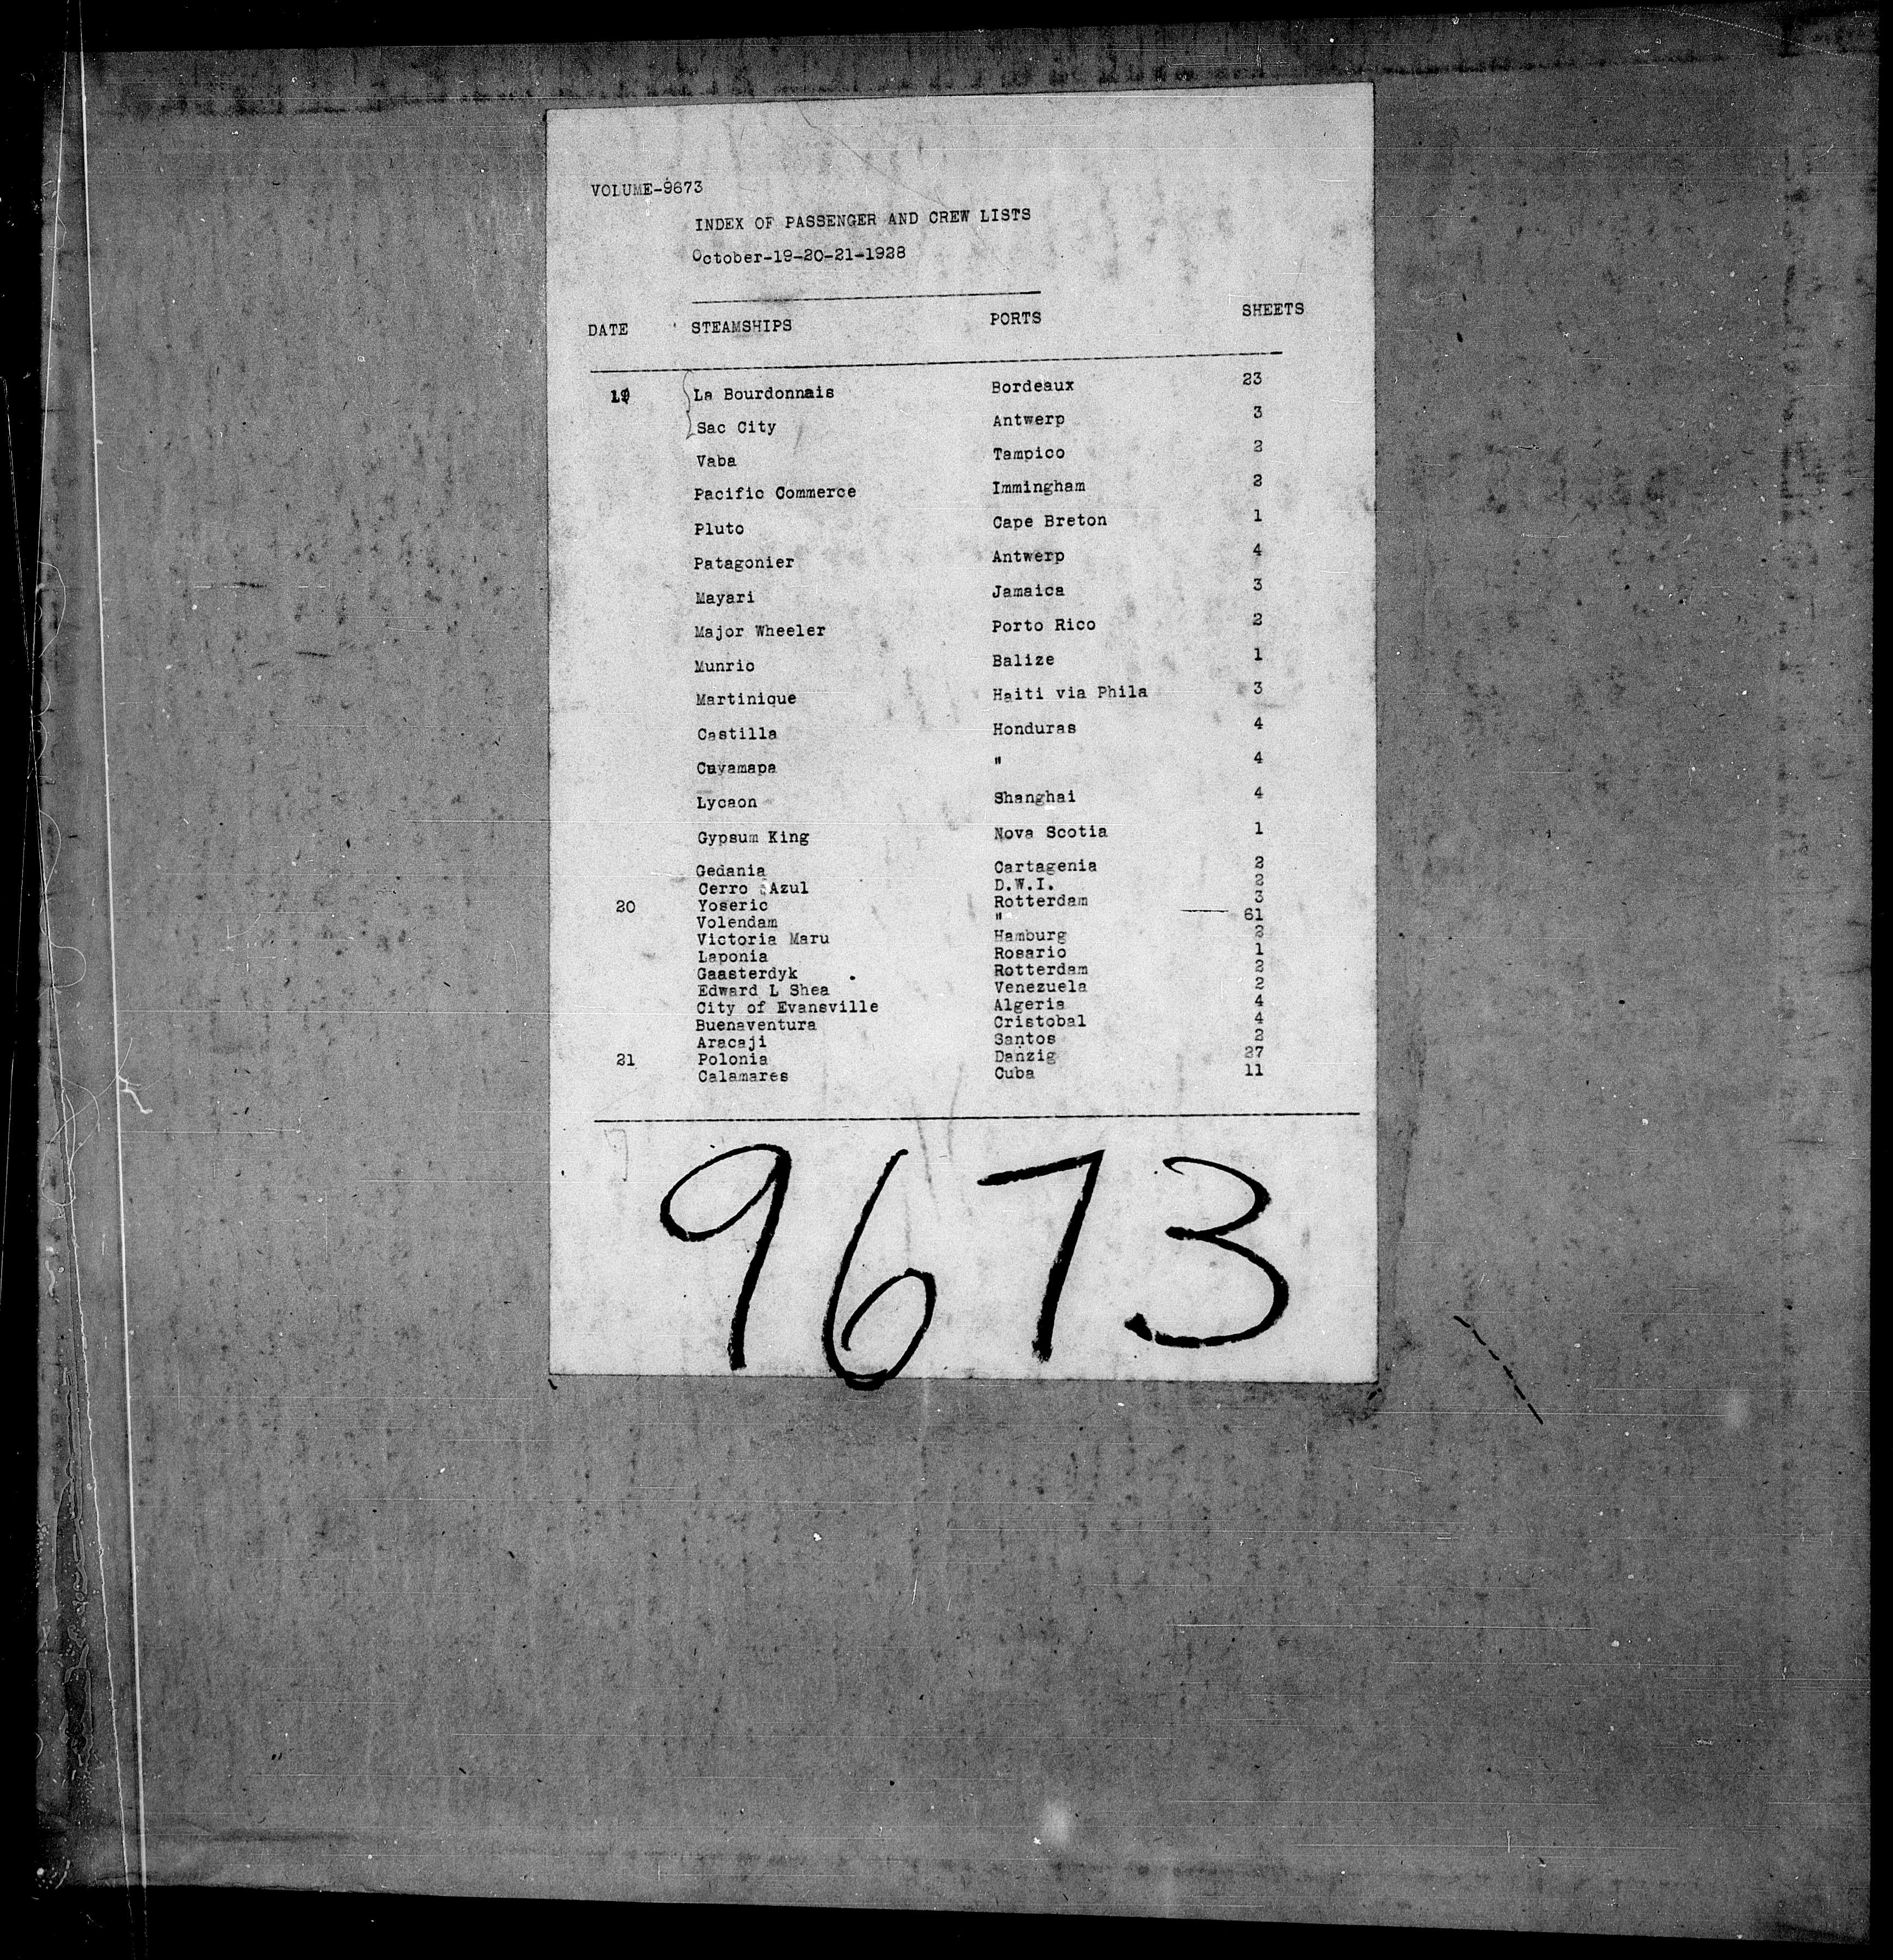 VOLUME-9673
INDEX OF PASSENGER AND CREW LISTS
October-19-20-21-1928
DATE STEAMSHIPS PORTS SHEETS
19 La Bourdonnais Bordeaux 23
Sac City Antwerp 3
Vaba Tampico 2
Pacific Commerce Immingham 2
Pluto Cape Breton 1
Patagonier Antwerp 4
Mayari Jamaica 3
Major Wheeler Porto Rico 2
Munrio Balize 1
Martinique Haiti via Phila 3
Castilla Honduras 4
Cuyamapa " 4
Lycaon Shanghai 4
Gypsum King Nova Scotia 1
Gedania Cartagenia 2
Cerro Azul D.W.I. 2
20 Yoseric Rotterdam 3
Volendam " 61
Victoria Maru Hamburg 2
Laponia Rosario 1
Gaasterdyk Rotterdam 2
Edward L Shea Venezuela 2
City of Evansville Algeria 4
Buenaventura Cristobal 4
Aracaji Santos 2
21 Polonia Danzig 27
Calamares Cuba 11
9673